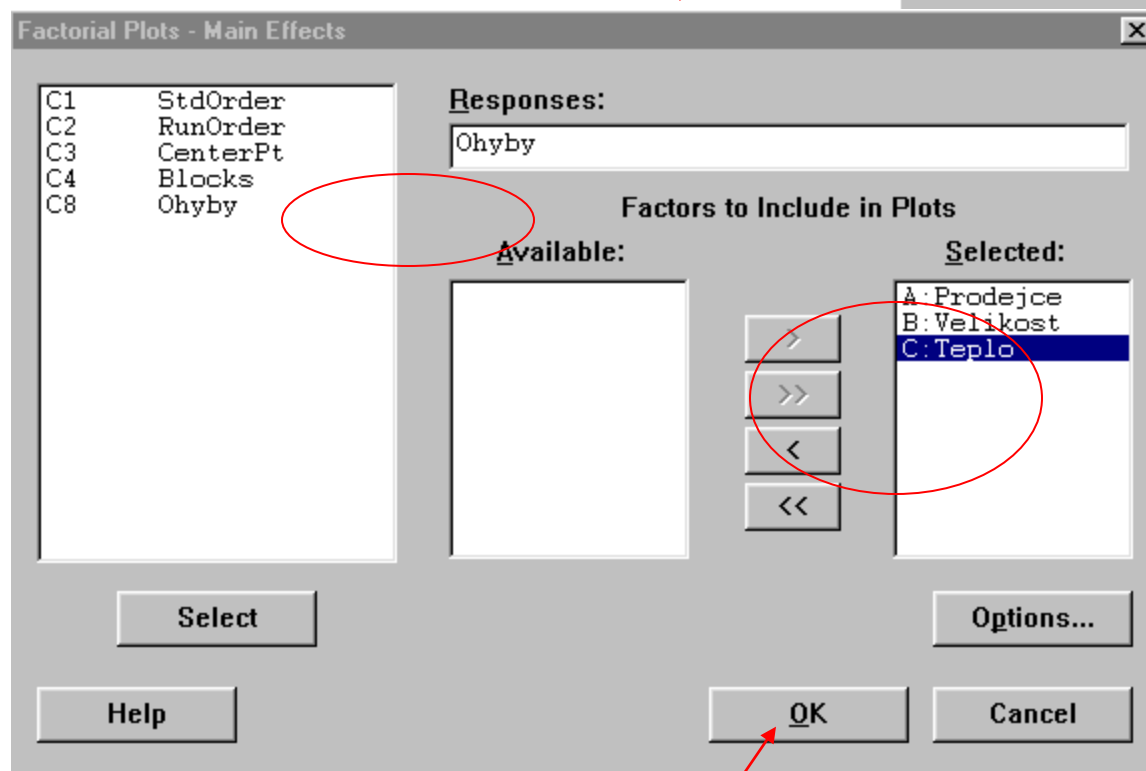 Factorial Plots - Main Effects
C1 StdOrder
C2 RunOrder
C3 CenterPt
C4 Blocks
C8 Ohyby
Responses:
Ohyby
Factors to Include in Plots
Available:
Selected:
A:Prodejce
B:Velikost
C:Teplo
>
>>
<
<<
Select
Options...
Help
OK
Cancel